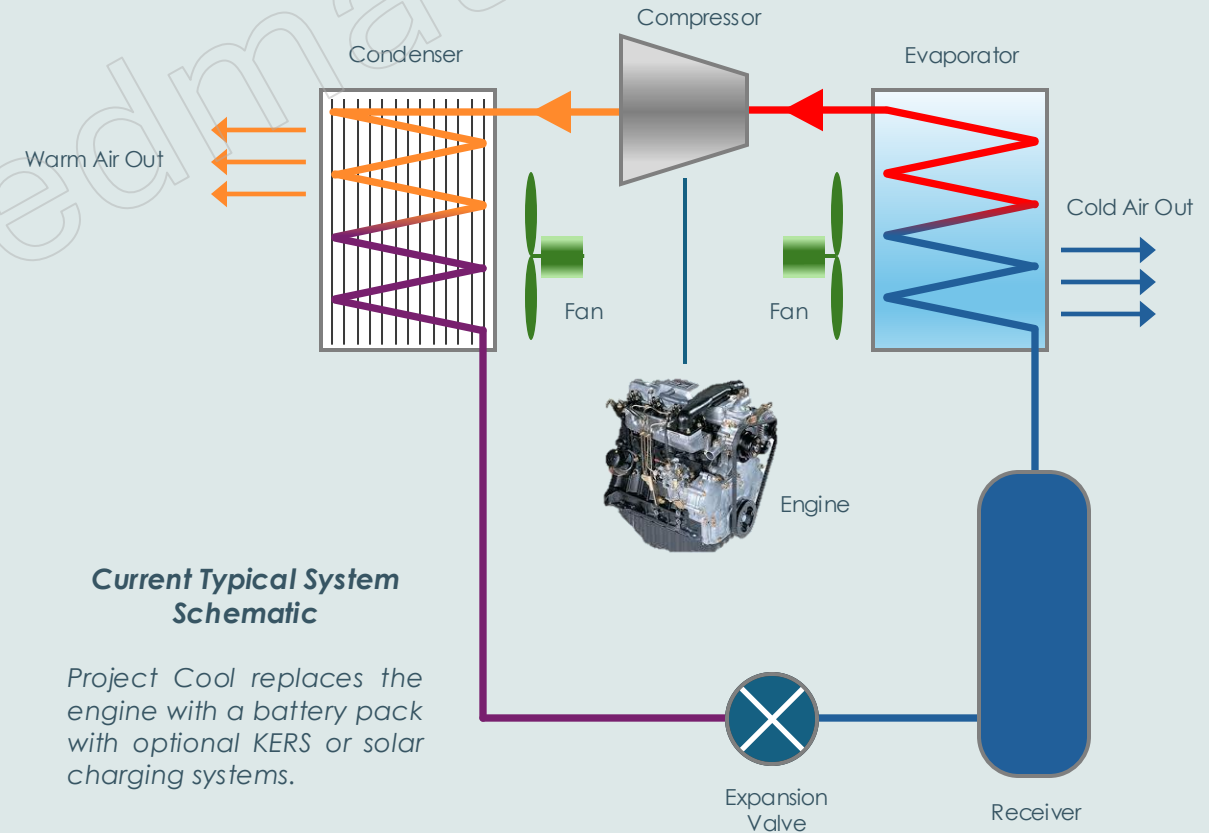 Compressor
Condenser
Evaporator
Warm Air Out
Cold Air Out
Fan
Fan
Engine
Current Typical System
Schematic
Project Cool replaces the
engine with a battery pack
with optional KERS or solar
charging systems.
Expansion
Valve
Receiver
edma